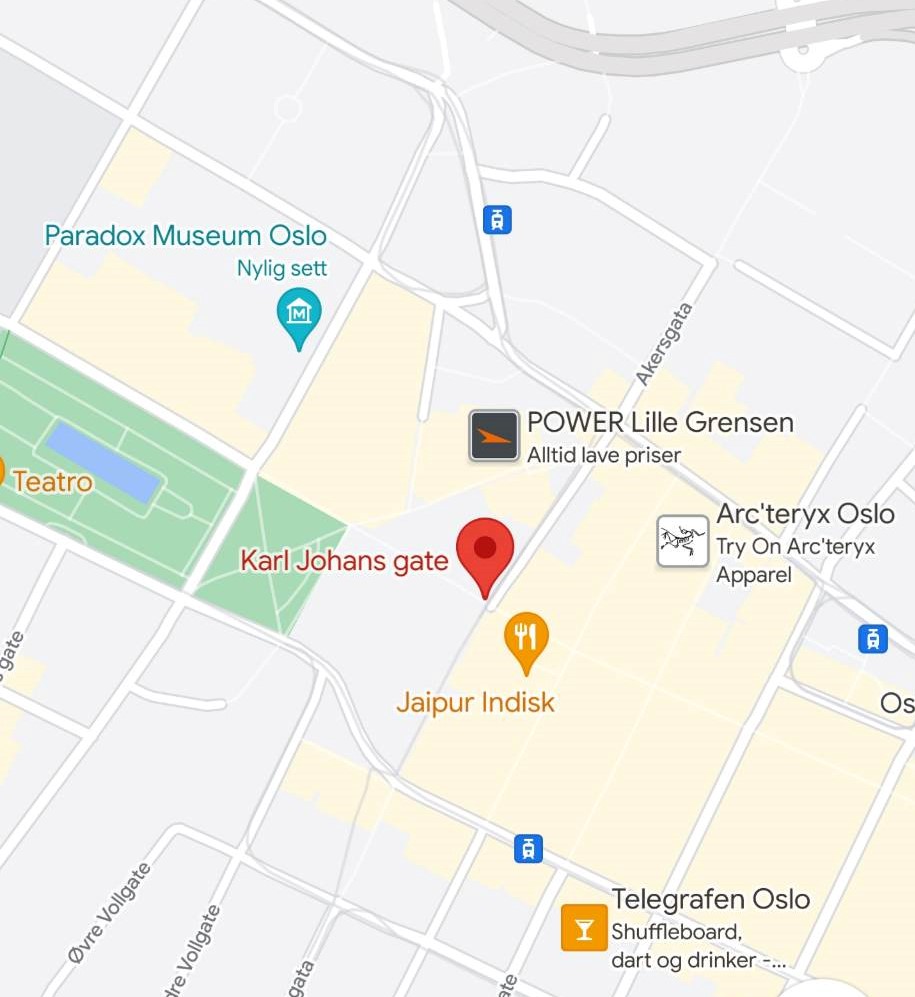 Paradox Museum Oslo
Nylig sett
Akersgata
POWER Lille Grensen
Alltid lave priser
Teatro
Arc'teryx Oslo
Try On Arc'teryx
Apparel
Karl Johans gate
s gate
Jaipur Indisk
Os
Øvre Vollgate
dre Vollgate
gata
ate
Telegrafen Oslo
Shuffleboard,
dart og drinker -...